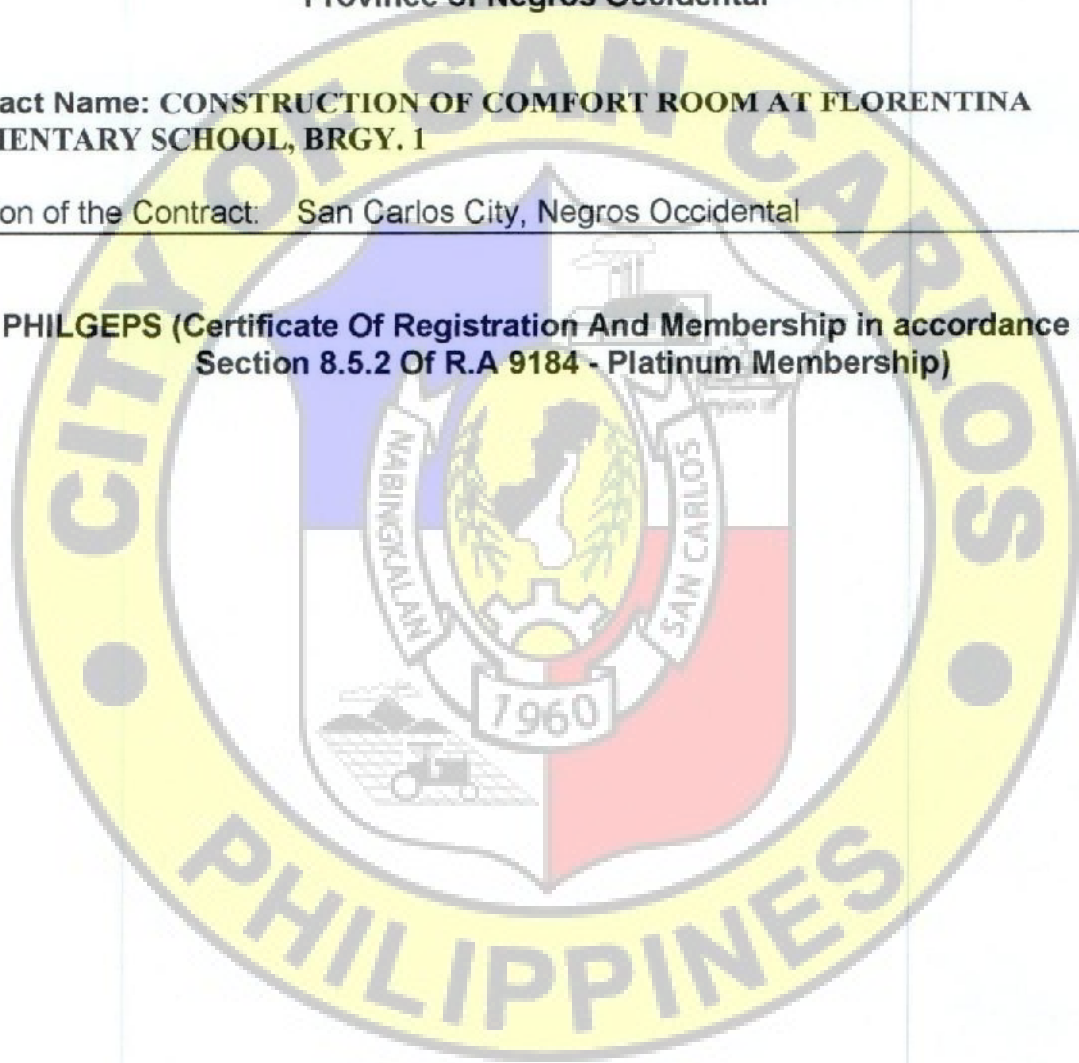 Province of Negros Occidental
act Name: CONSTRUCTION OF COMFORT ROOM AT FLORENTINA
MENTARY SCHOOL, BRGY. 1
on of the Contract: San Carlos City, Negros Occidental
PHILGEPS (Certificate Of Registration And Membership in accordance
Section 8.5.2 Of R.A 9184 - Platinum Membership)
CITY OF SAN CARLOS
NABINGKALAN
SAN CARLOS
1960
PHILIPPINES